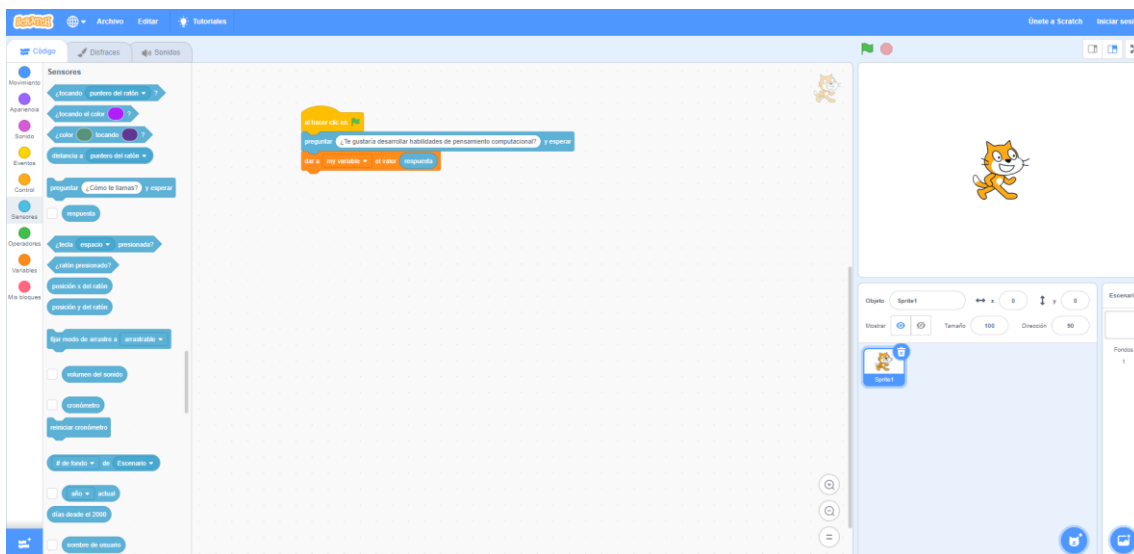 SCRATCH Archivo Editar Tutoriales Únete a Scratch Iniciar sesi
Código Disfraces Sonidos
Movimiento
Apariencia
Sonido
Eventos
Control
Sensores
Operadores
Variables
Mis bloques
Sensores
¿tocando puntero del ratón ?
¿tocando el color ?
¿color tocando ?
distancia a puntero del ratón
preguntar ¿Cómo te llamas? y esperar
respuesta
¿tecla espacio presionada?
¿ratón presionado?
posición x del ratón
posición y del ratón
fijar modo de arrastre a arrastrable
volumen del sonido
cronómetro
reiniciar cronómetro
# de fondo de Escenario
año actual
días desde el 2000
nombre de usuario
al hacer clic en
preguntar ¿Te gustaría desarrollar habilidades de pensamiento computacional? y esperar
dar a my variable el valor respuesta
Objeto Sprite1 x 0 y 0
Mostrar Tamaño 100 Dirección 90
Sprite1
Escenari
Fondos
1